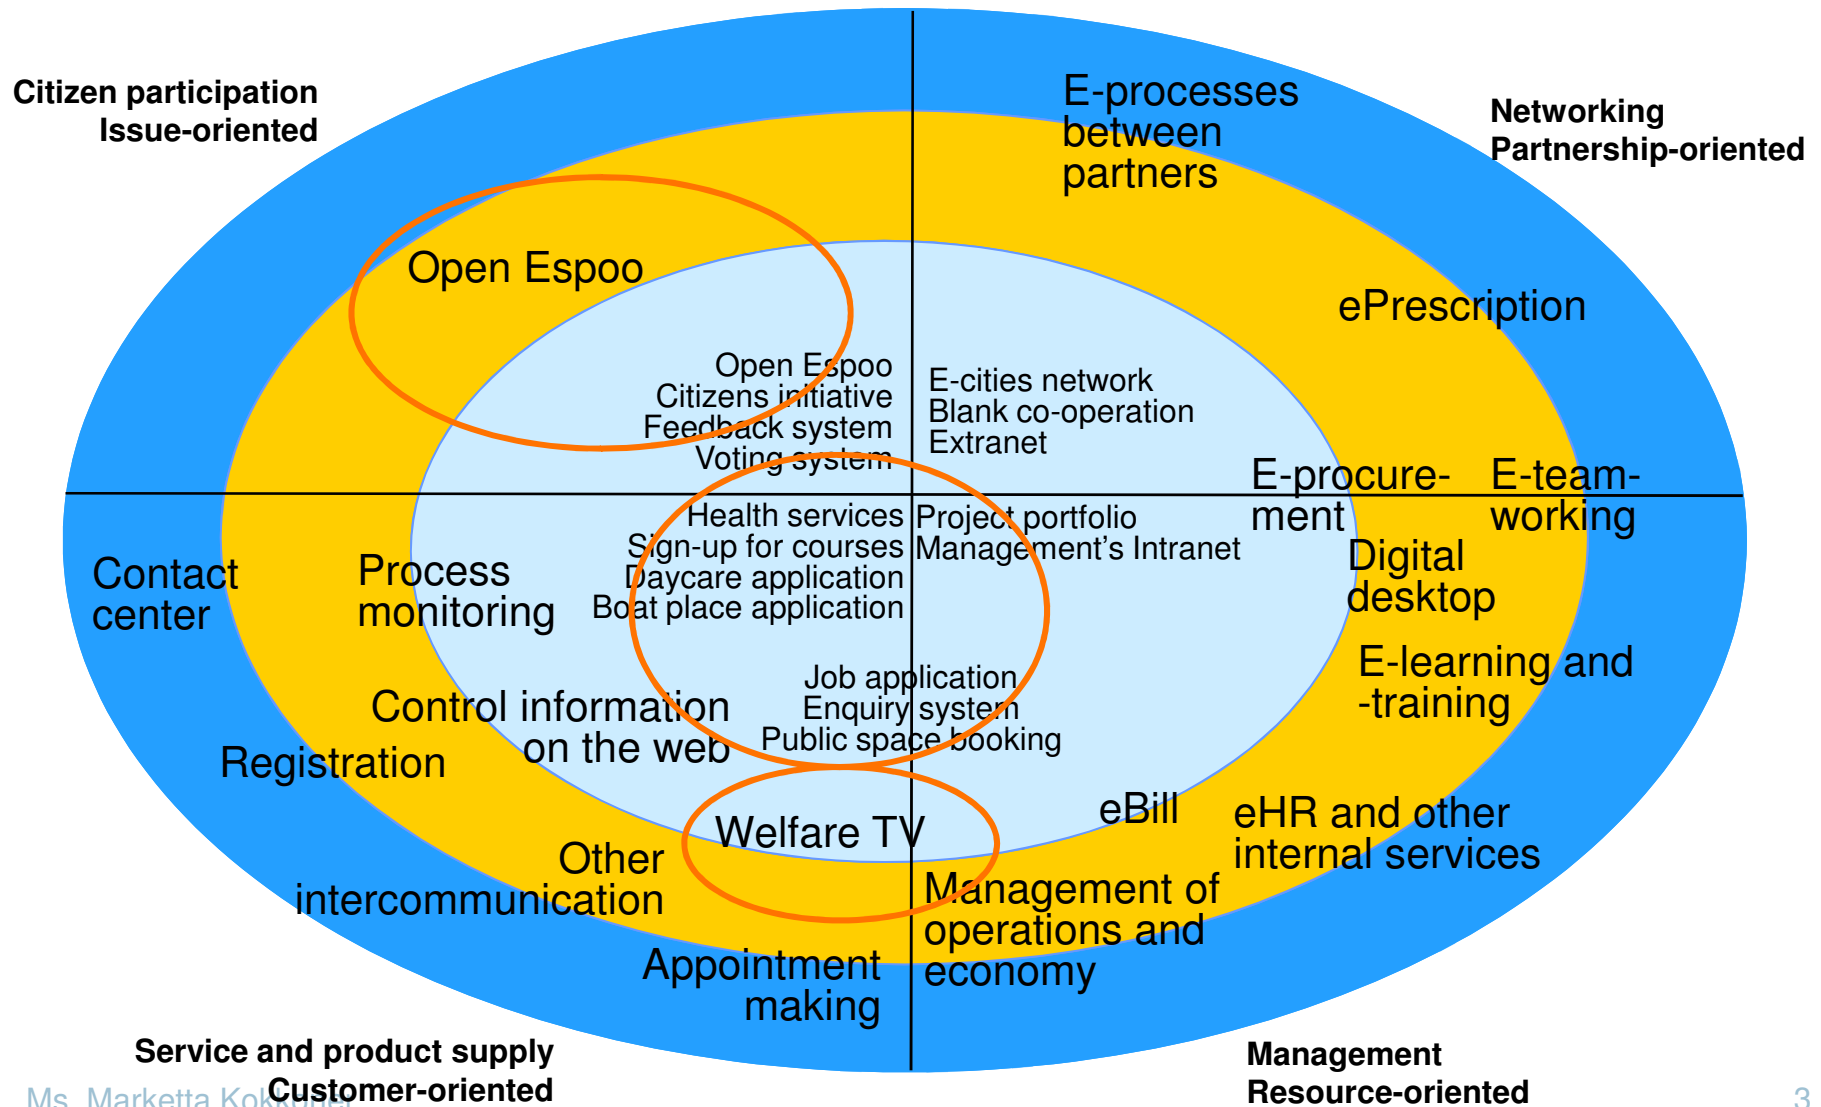 Citizen participation
Issue-oriented
Networking
Partnership-oriented
E-processes
between
partners
Open Espoo
ePrescription
Open Espoo
Citizens initiative
Feedback system
Voting system
E-cities network
Blank co-operation
Extranet
E-procure-
ment
E-team-
working
Health services
Sign-up for courses
Daycare application
Boat place application
Project portfolio
Management's Intranet
Digital
desktop
Contact
center
Process
monitoring
E-learning and
-training
Job application
Enquiry system
Public space booking
Control information
on the web
Registration
Welfare TV
eBill
eHR and other
internal services
Other
intercommunication
Management of
operations and
economy
Appointment
making
Service and product supply
Customer-oriented
Management
Resource-oriented
Ms. Marketta
3